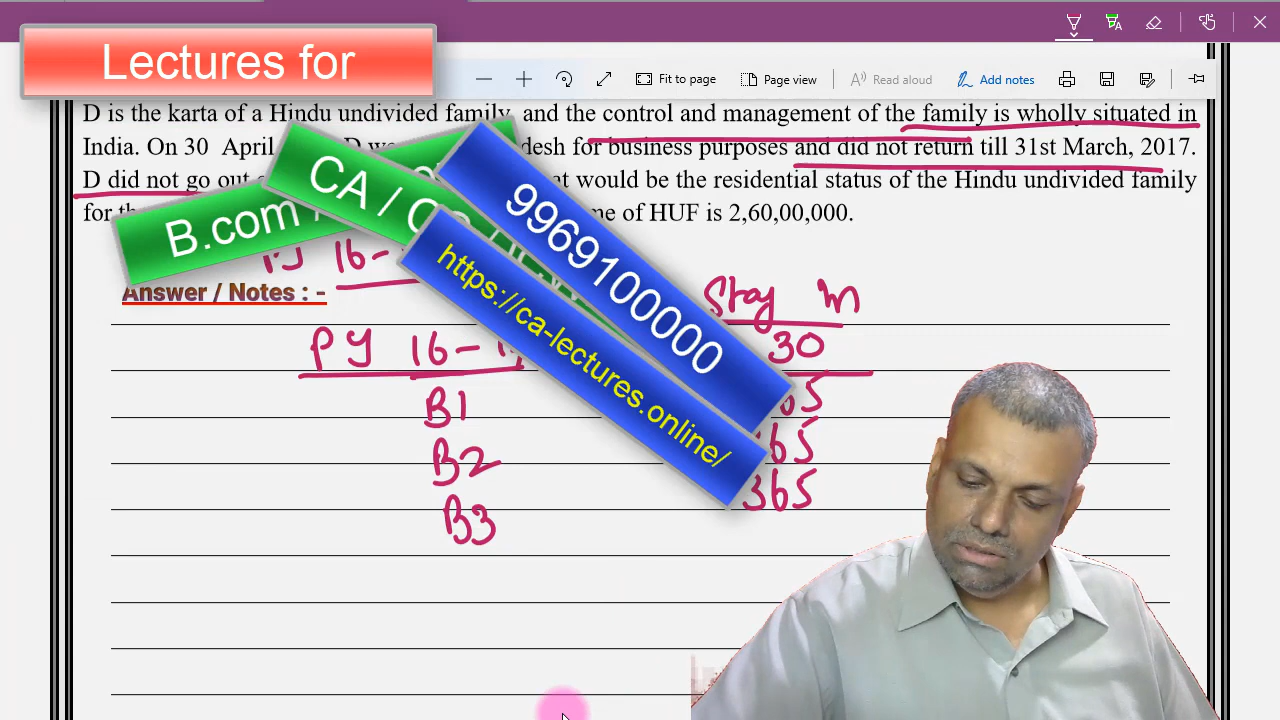 Lectures for
Fit to page
Page view
Read aloud
Add notes
D is the karta of a Hindu undivided family, and the control and management of the family is wholly situated in
India. On 30 April D desh for business purposes and did not return till 31st March, 2017.
D did not go out at would be the residential status of the Hindu undivided family
for me of HUF is 2,60,00,000.
B.com /
CA /
9969100000
https://ca-lectures.online/
16-
Answer / Notes : -
Stay In
PY 16-
30
B1
B2
B3
365